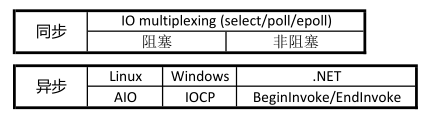 同步
IO multiplexing (select/poll/epoll)
阻塞 非阻塞
异步
Linux Windows .NET
AIO IOCP BeginInvoke/EndInvoke